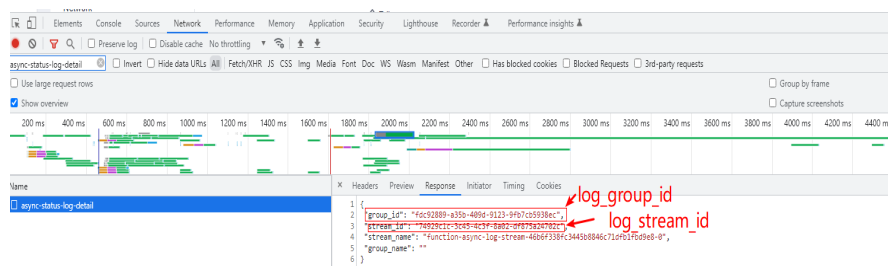 Elements Console Sources Network Performance Memory Application Security Lighthouse Recorder Performance insights
Preserve log Disable cache No throttling
async-status-log-detail Invert Hide data URLs All Fetch/XHR JS CSS Img Media Font Doc WS Wasm Manifest Other Has blocked cookies Blocked Requests 3rd-party requests
Use large request rows Group by frame
Show overview Capture screenshots
200 ms 400 ms 600 ms 800 ms 1000 ms 1200 ms 1400 ms 1600 ms 1800 ms 2000 ms 2200 ms 2400 ms 2600 ms 2800 ms 3000 ms 3200 ms 3400 ms 3600 ms 3800 ms 4000 ms 4200 ms 4400 m
Name × Headers Preview Response Initiator Timing Cookies
log_group_id
async-status-log-detail
1 {
2 "group_id": "fdc92889-a35b-409d-9123-9fb7cb5938ec",
log_stream_id
3 "stream_id": "74929c1c-3c45-4c3f-8a02-df875a24702c",
4 "stream_name": "function-async-log-stream-46b6f338fc3445b8846c71dfb1fbd9e8-0",
5 "group_name": ""
6 }